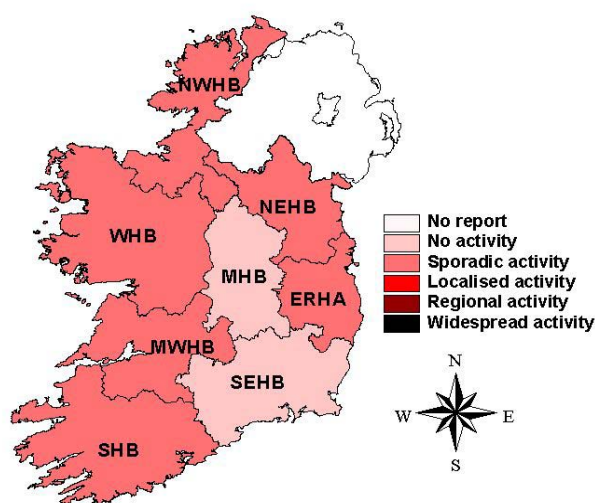 NWHB
NEHB
WHB
MHB
ERHA
MWHB
SEHB
SHB
No report
No activity
Sporadic activity
Localised activity
Regional activity
Widespread activity
N
W
E
S